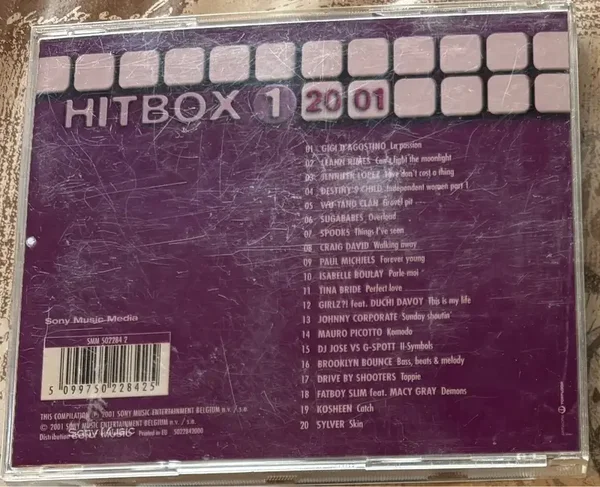 HITBOX 1 20 01
01 GIGI D'AGOSTINO La passion
02 LEANN RIMES Can't fight the moonlight
03 JENNIFER LOPEZ Love don't cost a thing
04 DESTINY'S CHILD Independent women part 1
05 WU-TANG CLAN Gravel pit
06 SUGABABES Overload
07 SPOOKS Things I've seen
08 CRAIG DAVID Walking away
09 PAUL MICHIELS Forever young
10 ISABELLE BOULAY Parle-moi
11 TINA BRIDE Perfect love
12 GIRLZ?! feat. DUCHI DAVOY This is my life
13 JOHNNY CORPORATE Sunday shoutin'
14 MAURO PICOTTO Komodo
15 DJ JOSE VS G-SPOTT II-Symbols
16 BROOKLYN BOUNCE Bass, beats & melody
17 DRIVE BY SHOOTERS Toppie
18 FATBOY SLIM feat. MACY GRAY Demons
19 KOSHEEN Catch
20 SYLVER Skin
Sony Music Media
SMM 502284 2
5 099750 228425
THIS COMPILATION ℗ 2001 SONY MUSIC ENTERTAINMENT BELGIUM n.v. / s.a.
© 2001 SONY MUSIC ENTERTAINMENT BELGIUM n.v. / s.a.
Distribution Sony Music Printed in EU 5022842000